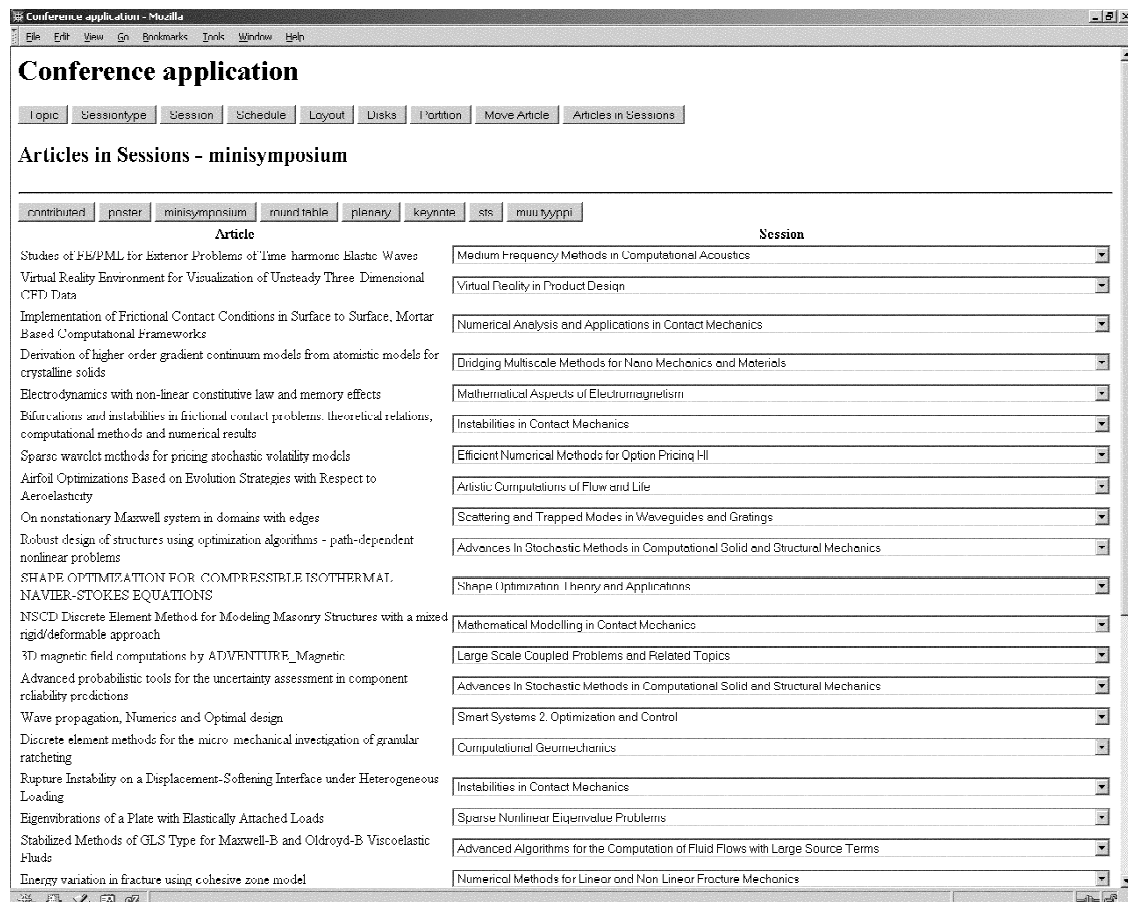 Conference application - Mozilla
File Edit View Go Bookmarks Tools Window Help
Conference application
Topic Sessiontype Session Schedule Layout Disks Partition Move Article Articles in Sessions
Articles in Sessions - minisymposium
contributed poster minisymposium round table plenary keynote sts muu tyyppi
Article Session
Studies of FE/PML for Exterior Problems of Time-harmonic Elastic Waves Medium Frequency Methods in Computational Acoustics
Virtual Reality Environment for Visualization of Unsteady Three-Dimensional
CFD Data Virtual Reality in Product Design
Implementation of Frictional Contact Conditions in Surface to Surface, Mortar
Based Computational Frameworks Numerical Analysis and Applications in Contact Mechanics
Derivation of higher order gradient continuum models from atomistic models for
crystalline solids Bridging Multiscale Methods for Nano Mechanics and Materials
Electrodynamics with non-linear constitutive law and memory effects Mathematical Aspects of Electromagnetism
Bifurcations and instabilities in frictional contact problems: theoretical relations,
computational methods and numerical results Instabilities in Contact Mechanics
Sparse wavelet methods for pricing stochastic volatility models Efficient Numerical Methods for Option Pricing I-II
Airfoil Optimizations Based on Evolution Strategies with Respect to
Aeroelasticity Artistic Computations of Flow and Life
On nonstationary Maxwell system in domains with edges Scattering and Trapped Modes in Waveguides and Gratings
Robust design of structures using optimization algorithms - path-dependent
nonlinear problems Advances In Stochastic Methods in Computational Solid and Structural Mechanics
SHAPE OPTIMIZATION FOR COMPRESSIBLE ISOTHERMAL
NAVIER-STOKES EQUATIONS Shape Optimization Theory and Applications
NSCD Discrete Element Method for Modeling Masonry Structures with a mixed
rigid/deformable approach Mathematical Modelling in Contact Mechanics
3D magnetic field computations by ADVENTURE_Magnetic Large Scale Coupled Problems and Related Topics
Advanced probabilistic tools for the uncertainty assessment in component
reliability predictions Advances In Stochastic Methods in Computational Solid and Structural Mechanics
Wave propagation, Numerics and Optimal design Smart Systems 2. Optimization and Control
Discrete element methods for the micro-mechanical investigation of granular
ratcheting Computational Geomechanics
Rupture Instability on a Displacement-Softening Interface under Heterogeneous
Loading Instabilities in Contact Mechanics
Eigenvibrations of a Plate with Elastically Attached Loads Sparse Nonlinear Eigenvalue Problems
Stabilized Methods of GLS Type for Maxwell-B and Oldroyd-B Viscoelastic
Fluids Advanced Algorithms for the Computation of Fluid Flows with Large Source Terms
Energy variation in fracture using cohesive zone model Numerical Methods for Linear and Non Linear Fracture Mechanics